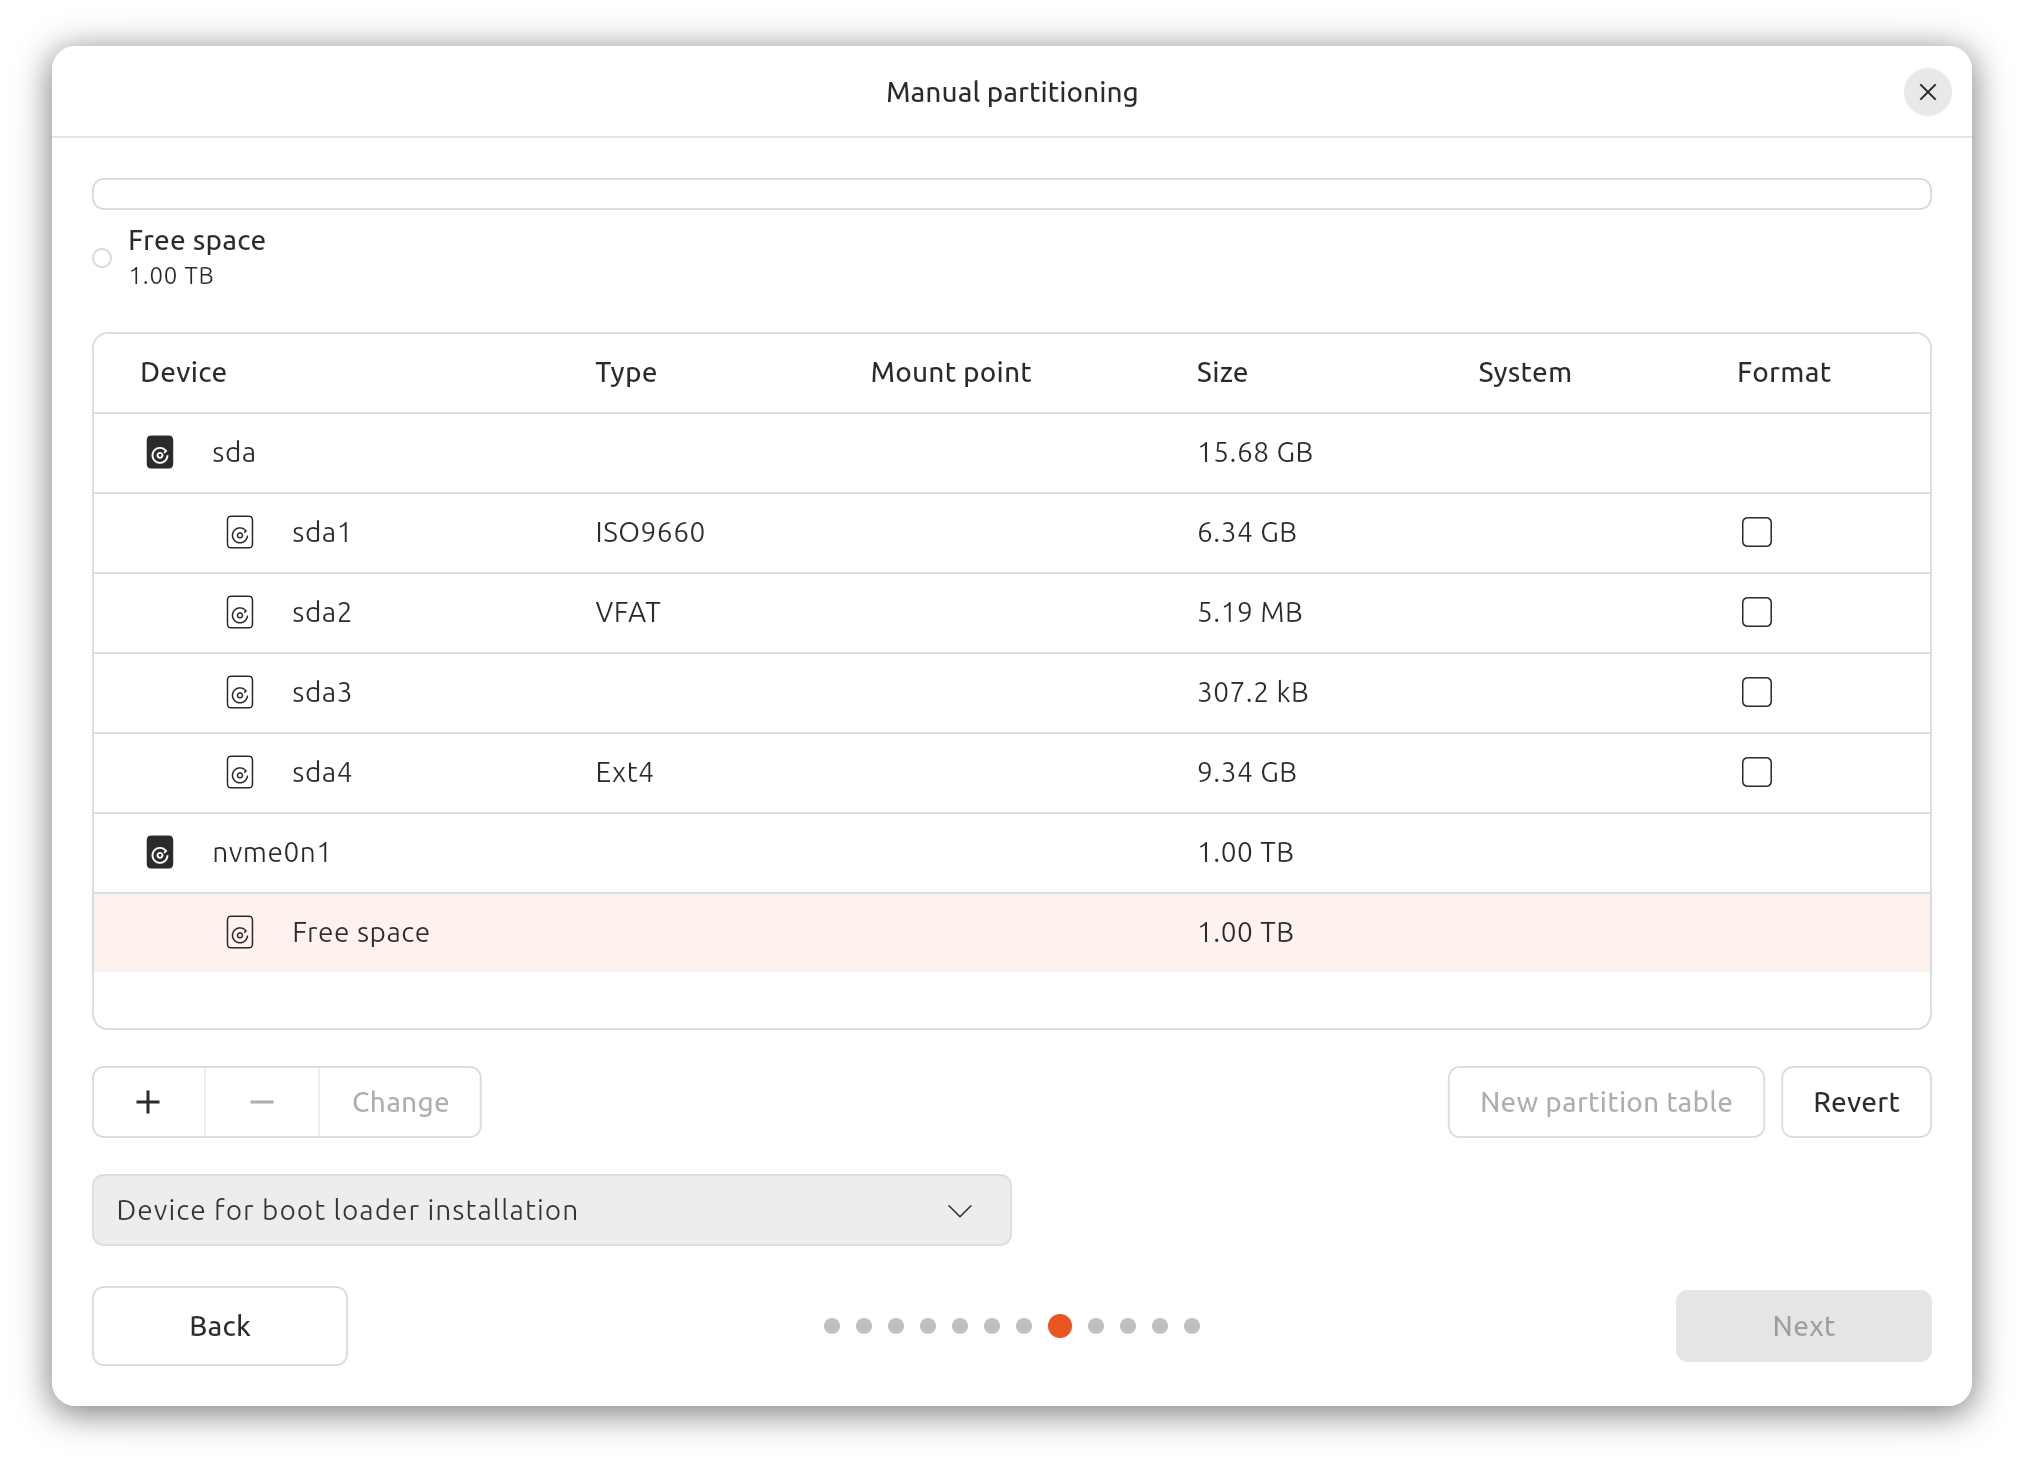 Manual partitioning
Free space
1.00 TB
Device Type Mount point Size System Format
sda 15.68 GB
sda1 ISO9660 6.34 GB
sda2 VFAT 5.19 MB
sda3 307.2 kB
sda4 Ext4 9.34 GB
nvme0n1 1.00 TB
Free space 1.00 TB
Change New partition table Revert
Device for boot loader installation
Back Next